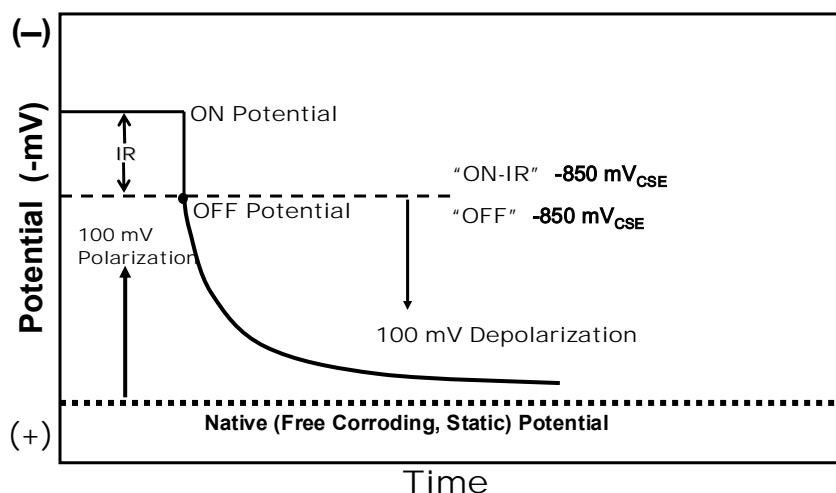 (–)
ON Potential
IR
"ON-IR" -850 mVCSE
OFF Potential
"OFF" -850 mVCSE
100 mV
Polarization
100 mV Depolarization
Native (Free Corroding, Static) Potential
(+)
Potential (-mV)
Time